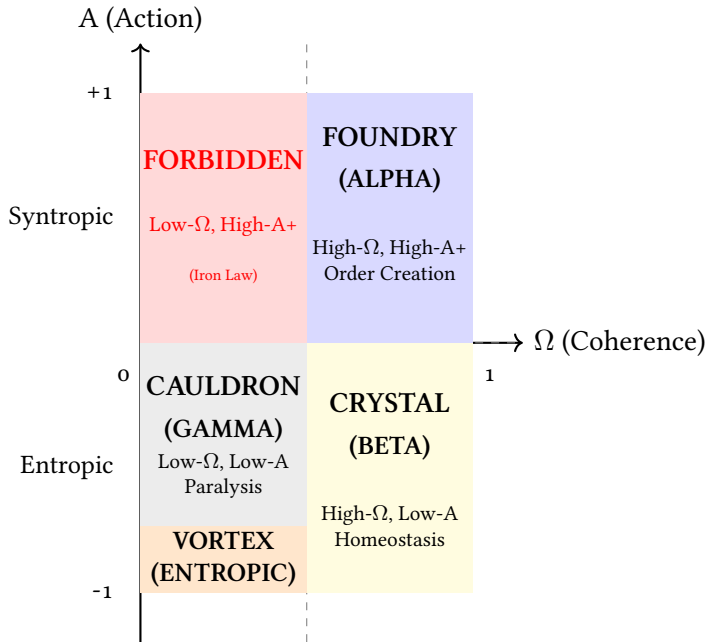 A (Action)
+1
FORBIDDEN
Low-Ω, High-A+
(Iron Law)
FOUNDRY
(ALPHA)
High-Ω, High-A+
Order Creation
Syntropic
Ω (Coherence)
0
1
CAULDRON
(GAMMA)
Low-Ω, Low-A
Paralysis
CRYSTAL
(BETA)
High-Ω, Low-A
Homeostasis
Entropic
VORTEX
(ENTROPIC)
-1